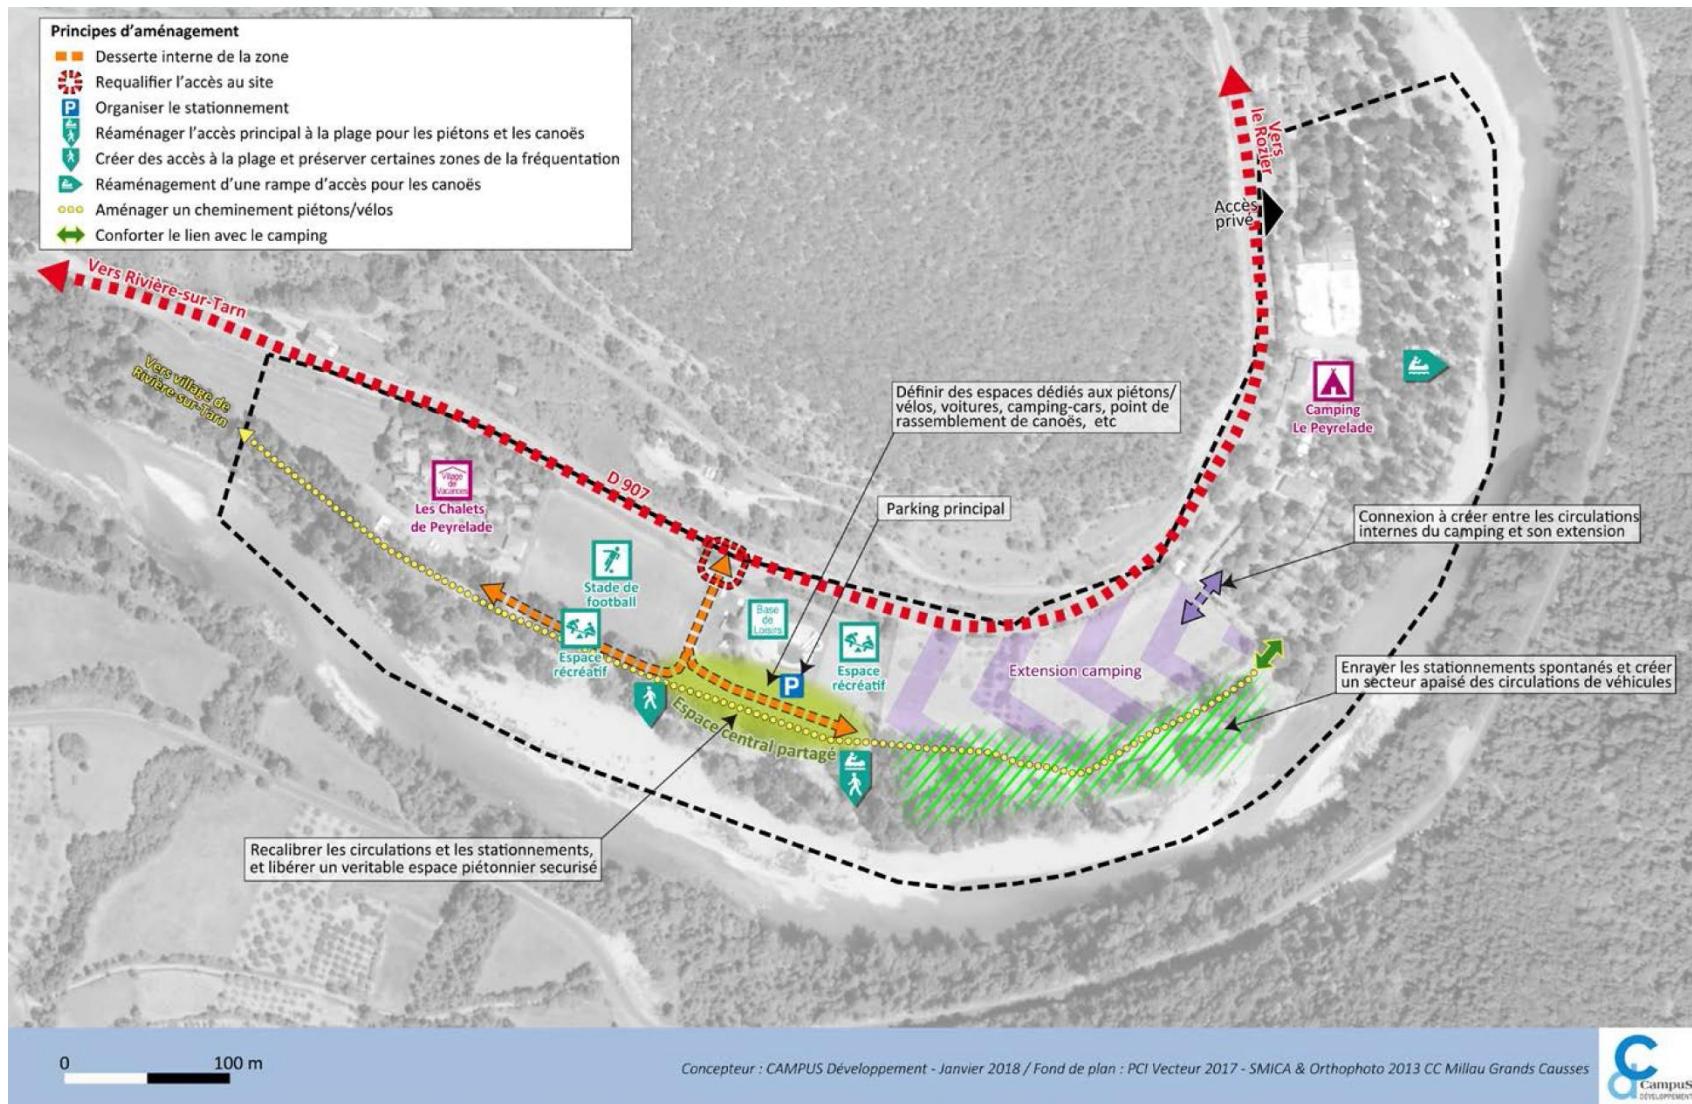 Principes d'aménagement
Desserte interne de la zone
Requalifier l'accès au site
P
Organiser le stationnement
Réaménager l'accès principal à la plage pour les piétons et les canoës
Créer des accès à la plage et préserver certaines zones de la fréquentation
Réaménagement d'une rampe d'accès pour les canoës
Aménager un cheminement piétons/vélos
Conforter le lien avec le camping
Vers
le Rozier
Accès
privé
Vers Rivière-sur-Tarn
Vers village de
Rivière-sur-Tarn
Camping
Le Peyrelade
Définir des espaces dédiés aux piétons/
vélos, voitures, camping-cars, point de
rassemblement de canoës, etc
D 907
Village
de
Vacances
Les Chalets
de Peyrelade
Parking principal
Connexion à créer entre les circulations
internes du camping et son extension
Stade de
football
Base
de
Loisirs
Espace
récréatif
Espace
récréatif
P
Extension camping
Enrayer les stationnements spontanés et créer
un secteur apaisé des circulations de véhicules
Espace central partagé
Recalibrer les circulations et les stationnements,
et libérer un veritable espace piétonnier securisé
0 100 m
Concepteur : CAMPUS Développement - Janvier 2018 / Fond de plan : PCI Vecteur 2017 - SMICA & Orthophoto 2013 CC Millau Grands Causses
CampuS
DÉVELOPPEMENT